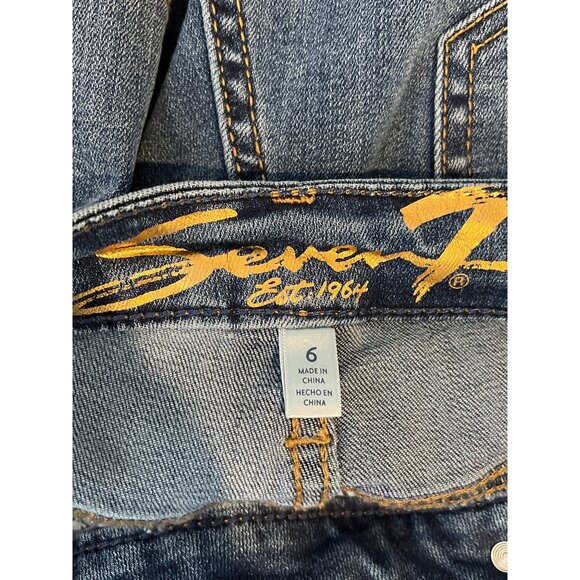 Seven7
®
Est. 1964
6
MADE IN
CHINA
HECHO EN
CHINA